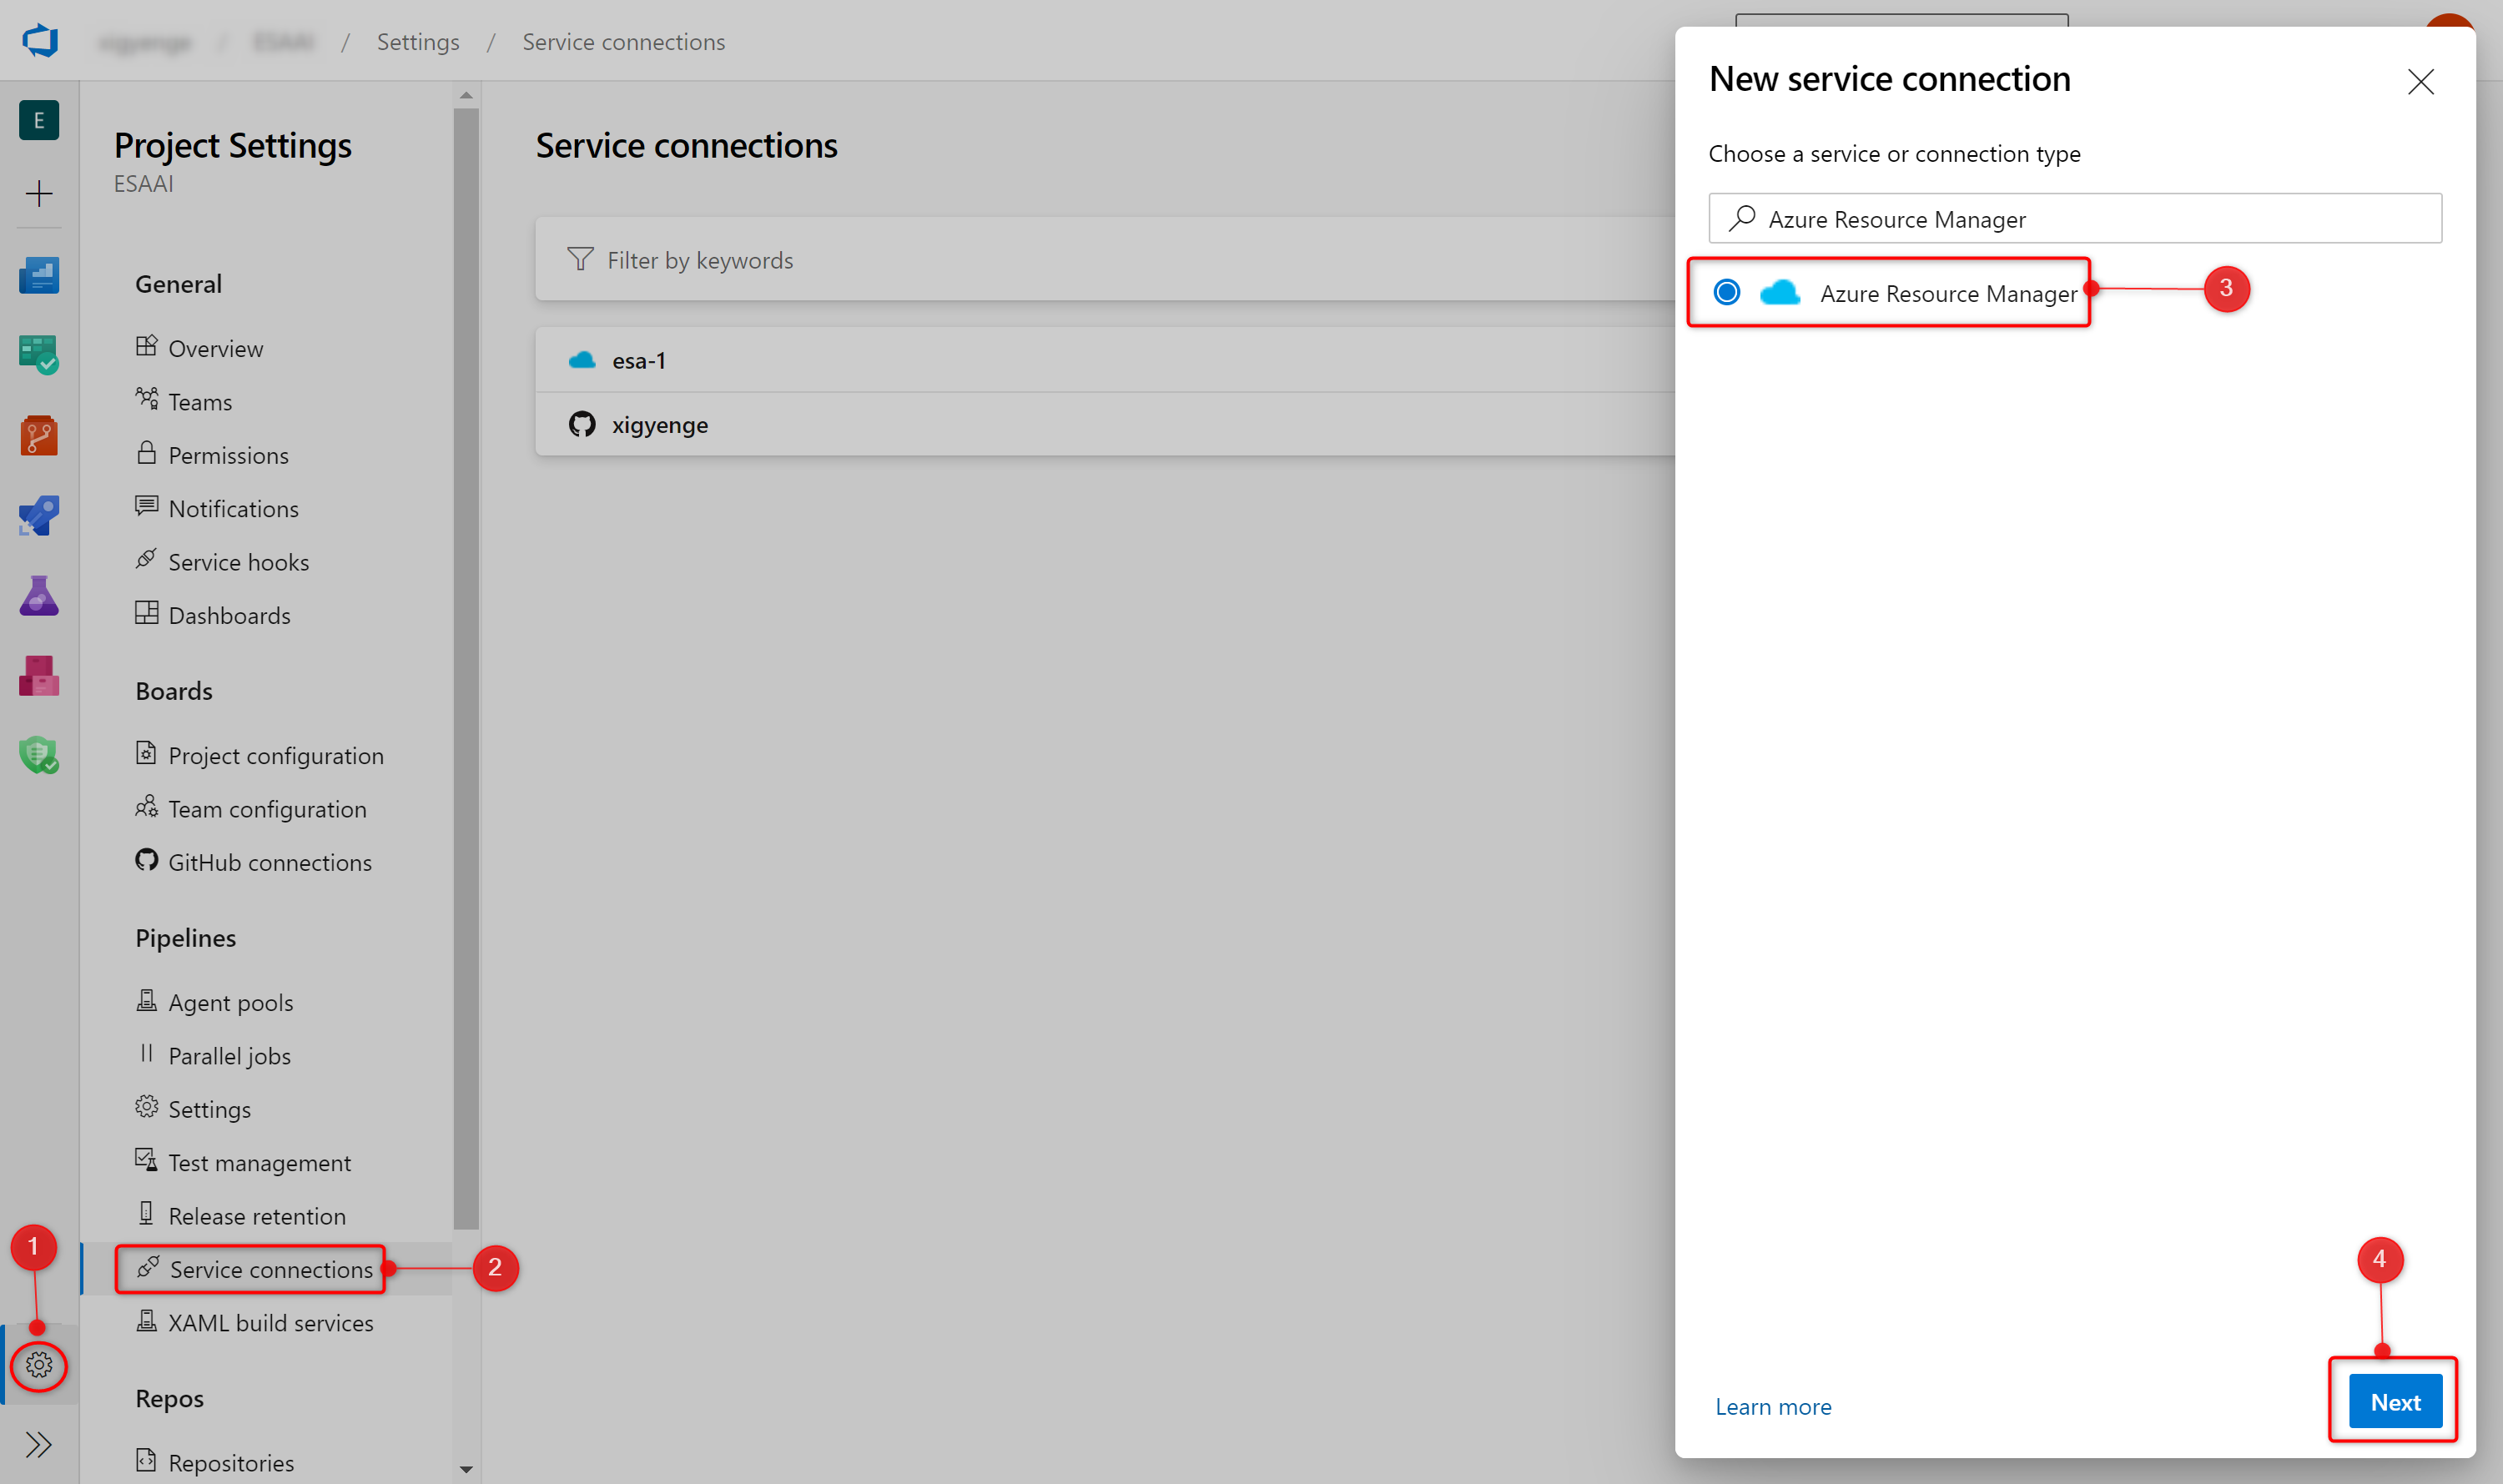 / Settings / Service connections
E
Project Settings
ESAAI
General
Overview
Teams
Permissions
Notifications
Service hooks
Dashboards
Boards
Project configuration
Team configuration
GitHub connections
Pipelines
Agent pools
Parallel jobs
Settings
Test management
Release retention
1
Service connections
2
XAML build services
Repos
Repositories
Service connections
Filter by keywords
esa-1
xigyenge
New service connection
Choose a service or connection type
Azure Resource Manager
Azure Resource Manager
3
4
Learn more
Next